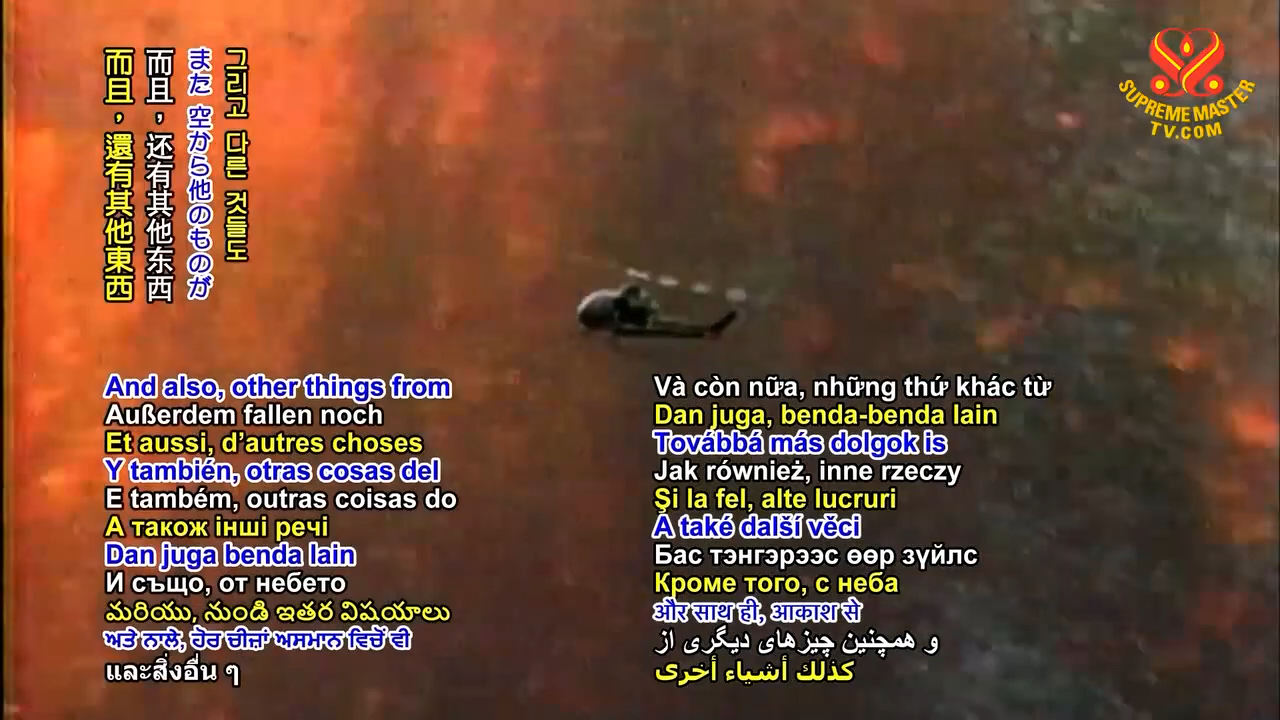 而且，還有其他東西
而且，还有其他东西
また 空から他のものが
그리고 다른 것들도
SUPREME MASTER
TV.COM
And also, other things from
Außerdem fallen noch
Et aussi, d’autres choses
Y también, otras cosas del
E também, outras coisas do
А також інші речі
Dan juga benda lain
И също, от небето
మరియు, నుండి ఇతర విషయాలు
ਅਤੇ ਨਾਲੇ, ਹੋਰ ਚੀਜ਼ਾਂ ਅਸਮਾਨ ਵਿਚੋਂ ਵੀ
และสิ่งอื่น ๆ
Và còn nữa, những thứ khác từ
Dan juga, benda-benda lain
Továbbá más dolgok is
Jak również, inne rzeczy
Şi la fel, alte lucruri
A také další věci
Бас тэнгэрээс өөр зүйлс
Кроме того, с неба
और साथ ही, आकाश से
و همچنین چیزهای دیگری از
كذلك أشياء أخرى